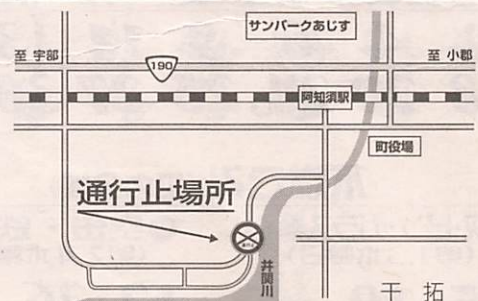 サンパークあじす
至 宇部
至 小郡
190
阿知須駅
町役場
通行止場所
井関川
干 拓